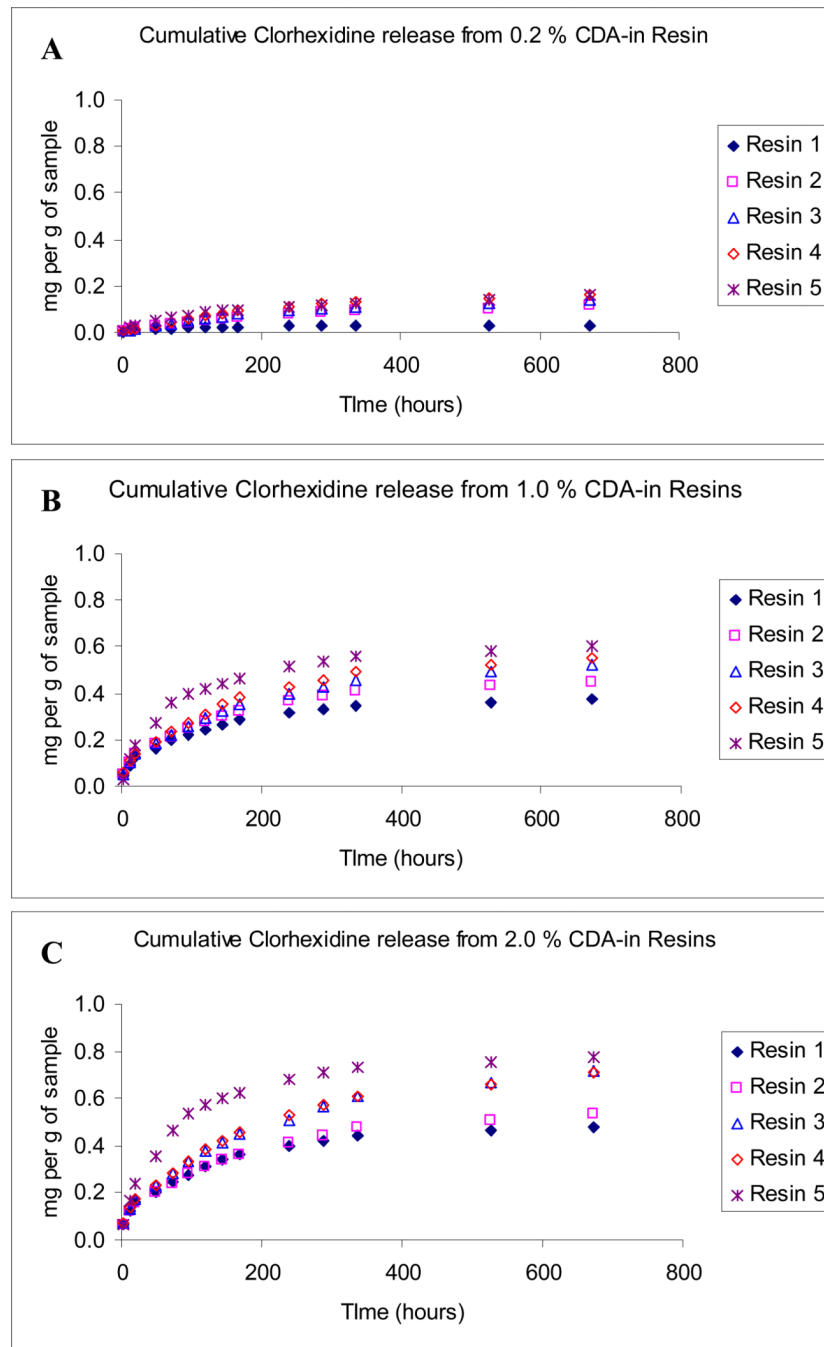 A
Cumulative Clorhexidine release from 0.2 % CDA-in Resin
mg per g of sample
1.0
0.8
0.6
0.4
0.2
0.0
0
200
400
600
800
TIme (hours)
Resin 1
Resin 2
Resin 3
Resin 4
Resin 5
B
Cumulative Clorhexidine release from 1.0 % CDA-in Resins
mg per g of sample
1.0
0.8
0.6
0.4
0.2
0.0
0
200
400
600
800
TIme (hours)
Resin 1
Resin 2
Resin 3
Resin 4
Resin 5
C
Cumulative Clorhexidine release from 2.0 % CDA-in Resins
mg per g of sample
1.0
0.8
0.6
0.4
0.2
0.0
0
200
400
600
800
TIme (hours)
Resin 1
Resin 2
Resin 3
Resin 4
Resin 5